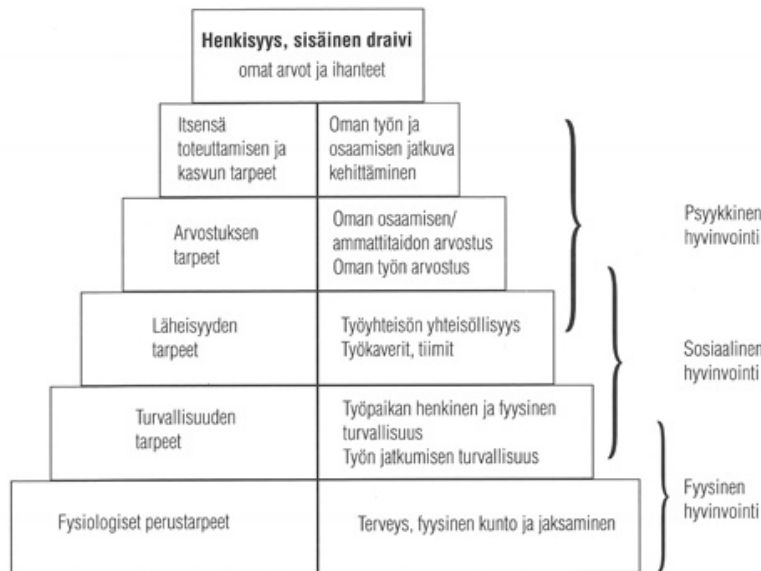 Henkisyys, sisäinen draivi
omat arvot ja ihanteet
Itsensä
toteuttamisen ja
kasvun tarpeet
Oman työn ja
osaamisen jatkuva
kehittäminen
Arvostuksen
tarpeet
Oman osaamisen/
ammattitaidon arvostus
Oman työn arvostus
Psyykkinen
hyvinvointi
Läheisyyden
tarpeet
Työyhteisön yhteisöllisyys
Työkaverit, tiimit
Sosiaalinen
hyvinvointi
Turvallisuuden
tarpeet
Työpaikan henkinen ja fyysinen
turvallisuus
Työn jatkumisen turvallisuus
Fysiologiset perustarpeet
Terveys, fyysinen kunto ja jaksaminen
Fyysinen
hyvinvointi